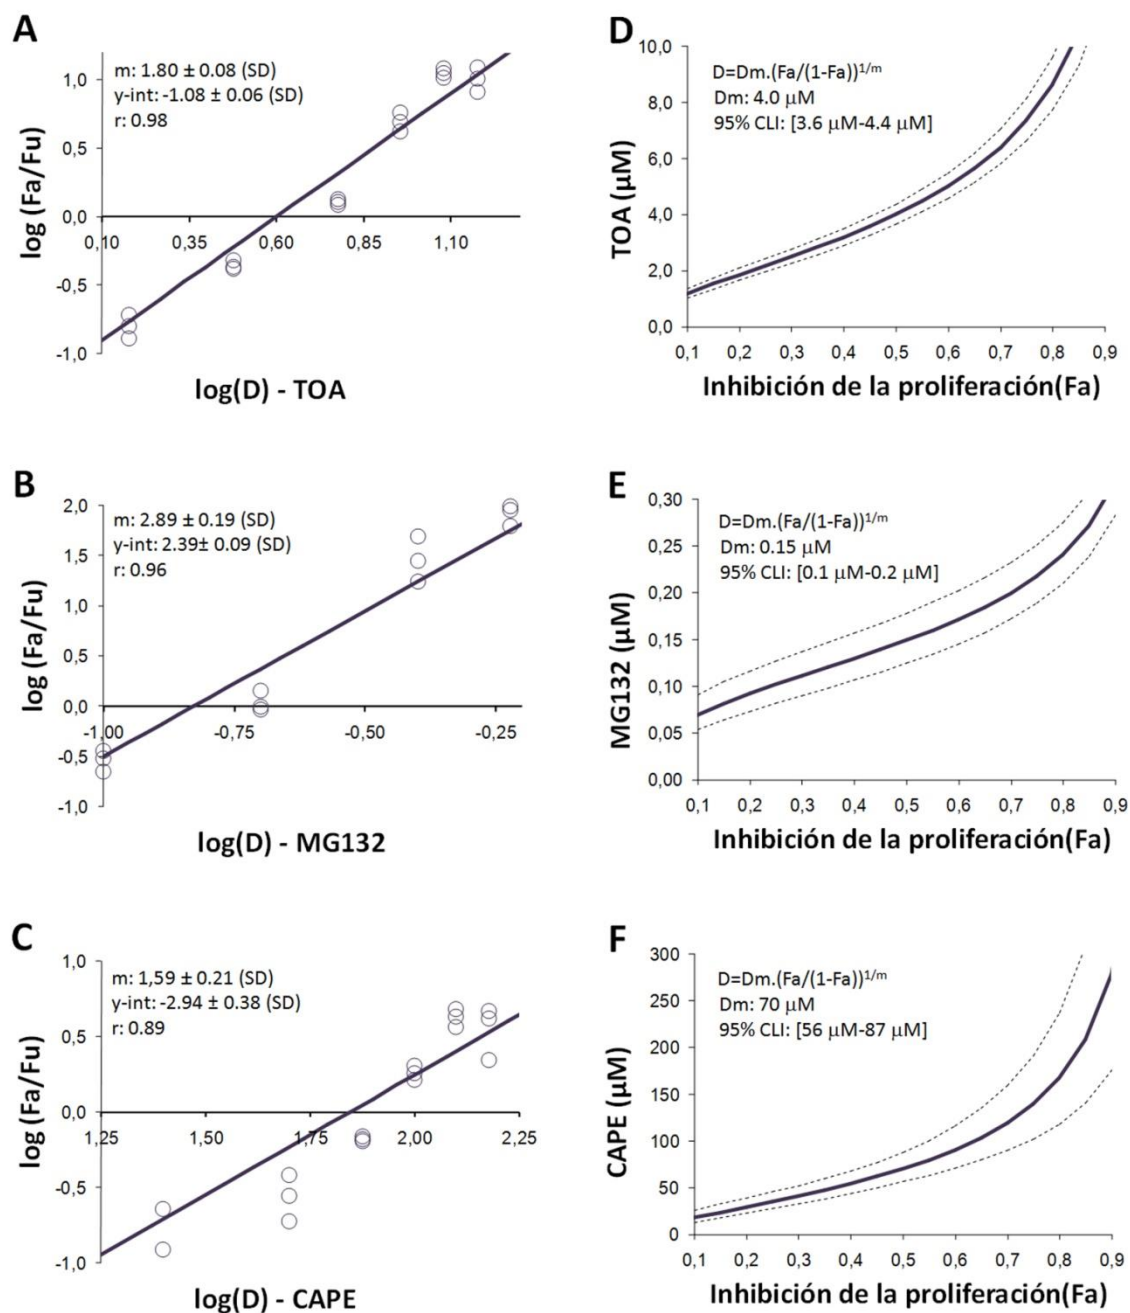 A
m: 1.80 ± 0.08 (SD)
y-int: -1.08 ± 0.06 (SD)
r: 0.98
log (Fa/Fu)
1,0
0,5
0,0
-0,5
-1,0
0,10 0,35 0,60 0,85 1,10
log(D) - TOA
D
D=Dm.(Fa/(1-Fa))1/m
Dm: 4.0 μM
95% CLI: [3.6 μM-4.4 μM]
TOA (μM)
10,0
8,0
6,0
4,0
2,0
0,0
0,1 0,2 0,3 0,4 0,5 0,6 0,7 0,8 0,9
Inhibición de la proliferación(Fa)
B
m: 2.89 ± 0.19 (SD)
y-int: 2.39± 0.09 (SD)
r: 0.96
log (Fa/Fu)
2,0
1,5
1,0
0,5
0,0
-0,5
-1,0
-1,00 -0,75 -0,50 -0,25
log(D) - MG132
E
D=Dm.(Fa/(1-Fa))1/m
Dm: 0.15 μM
95% CLI: [0.1 μM-0.2 μM]
MG132 (μM)
0,30
0,25
0,20
0,15
0,10
0,05
0,00
0,1 0,2 0,3 0,4 0,5 0,6 0,7 0,8 0,9
Inhibición de la proliferación(Fa)
C
m: 1,59 ± 0.21 (SD)
y-int: -2.94 ± 0.38 (SD)
r: 0.89
log (Fa/Fu)
1,0
0,5
0,0
-0,5
-1,0
1,25 1,50 1,75 2,00 2,25
log(D) - CAPE
F
D=Dm.(Fa/(1-Fa))1/m
Dm: 70 μM
95% CLI: [56 μM-87 μM]
CAPE (μM)
300
250
200
150
100
50
0
0,1 0,2 0,3 0,4 0,5 0,6 0,7 0,8 0,9
Inhibición de la proliferación(Fa)